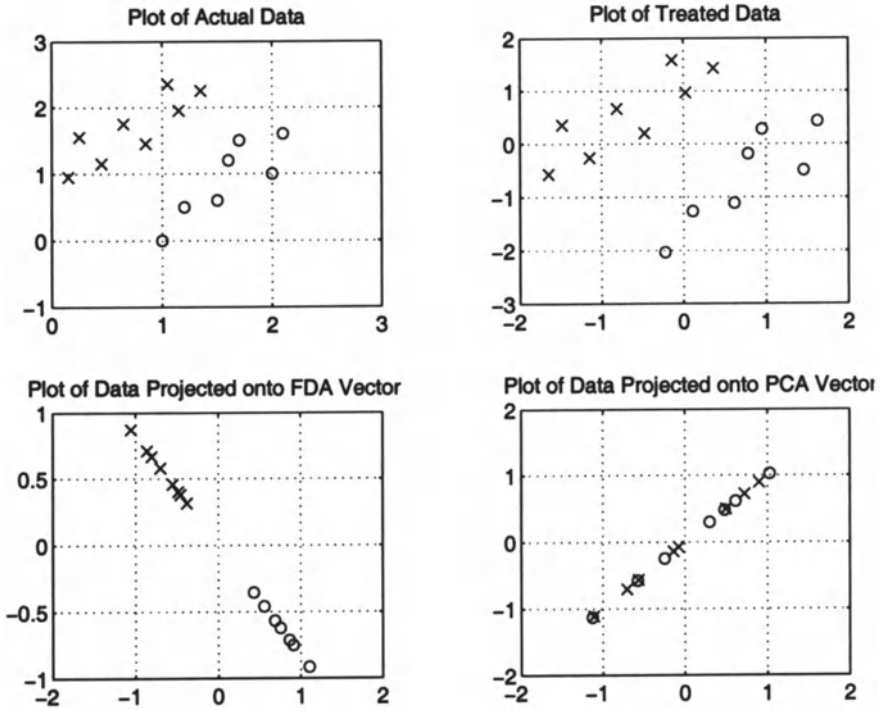 Plot of Actual Data
3
2
1
0
−1
0 1 2 3
Plot of Treated Data
2
1
0
−1
−2
−3
−2 −1 0 1 2
Plot of Data Projected onto FDA Vector
1
0.5
0
−0.5
−1
−2 −1 0 1 2
Plot of Data Projected onto PCA Vector
2
1
0
−1
−2
−2 −1 0 1 2